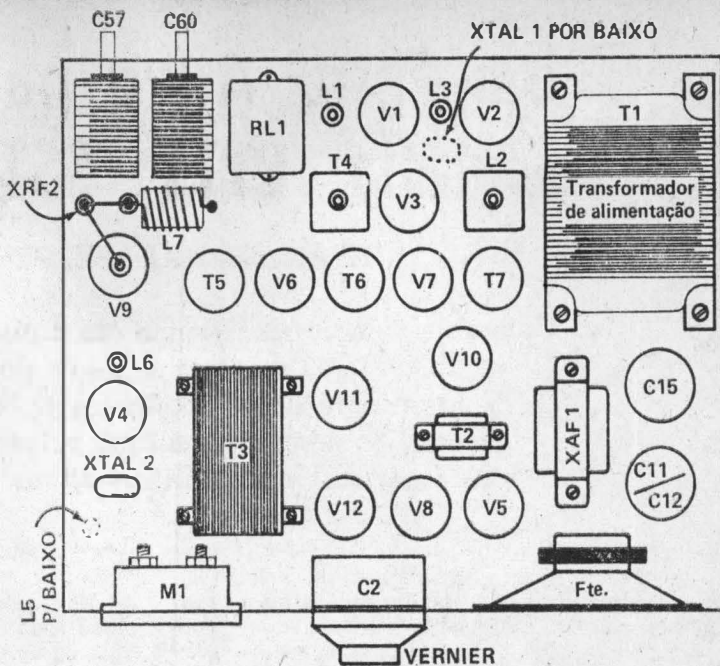 C57 C60
XTAL 1 POR BAIXO
L1 L3
V1 V2
RL1
T1
T4 L2
XRF2
Transformador
de alimentação
V3
L7
T5 V6 T6 V7 T7
V9
V10
L6
C15
V11
V4
XAF 1
T2
T3
XTAL 2
C11
C12
V12 V8 V5
L5
P/ BAIXO
M1
C2
Fte.
VERNIER